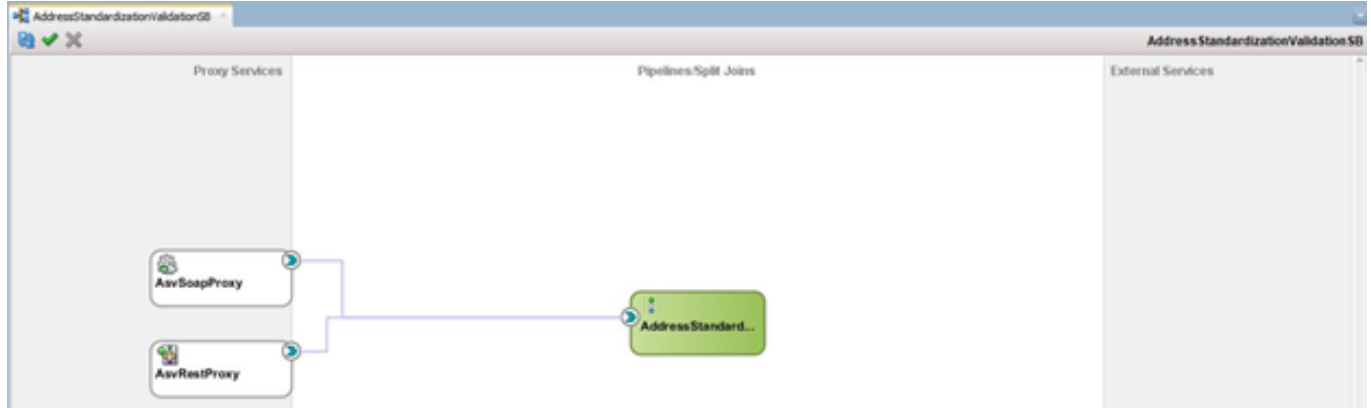 AddressStandardizationValidationSB
AddressStandardizationValidationSB
Proxy Services
Pipelines/Split Joins
External Services
AsvSoapProxy
AddressStandard...
AsvRestProxy